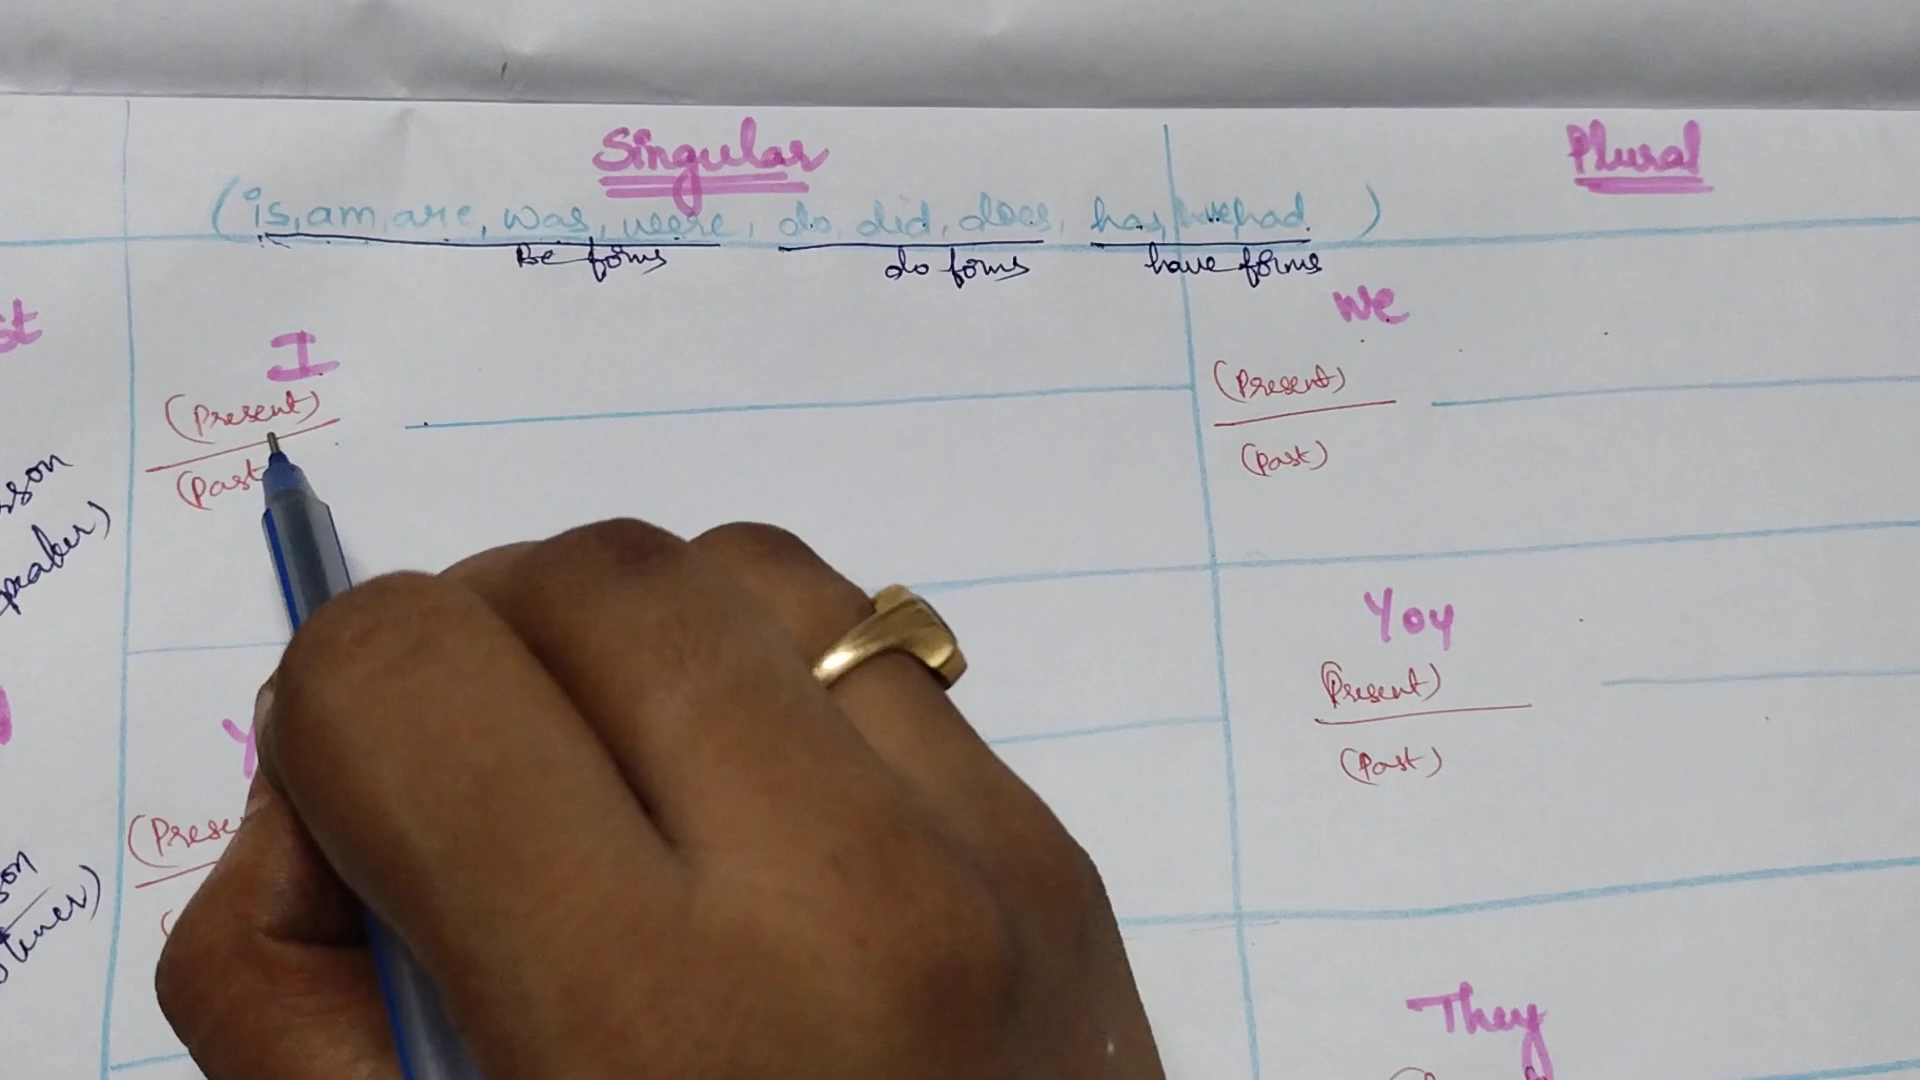 Singular
Plural
(is, am, are, was, were, do, did, does, has, have had )
Be forms
do forms
have forms
I
We
(Present)
(Past
(Present)
(Past)
You
(Present)
(Past)
They